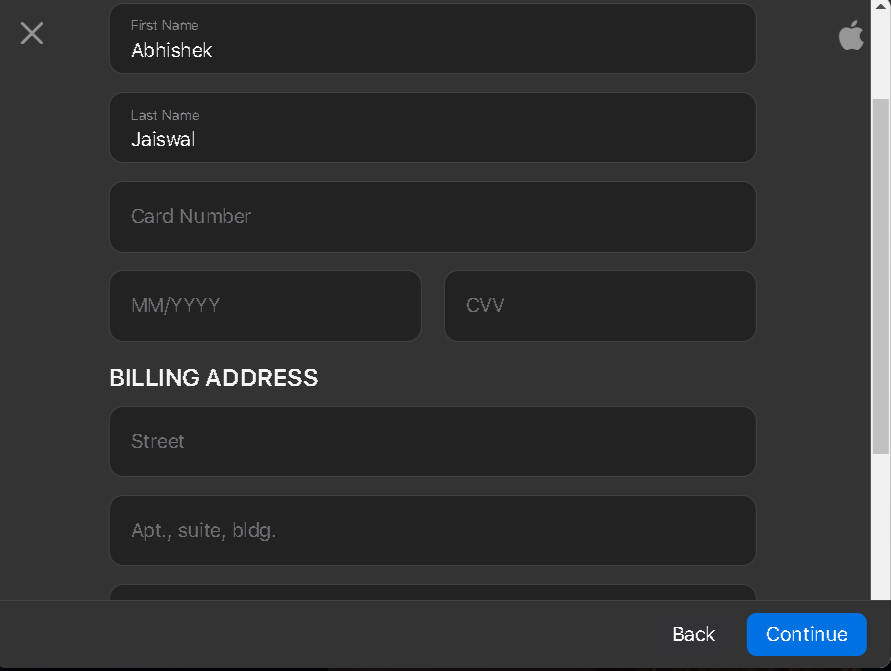 First Name
Abhishek
Last Name
Jaiswal
Card Number
MM/YYYY
CVV
BILLING ADDRESS
Street
Apt., suite, bldg.
Back
Continue